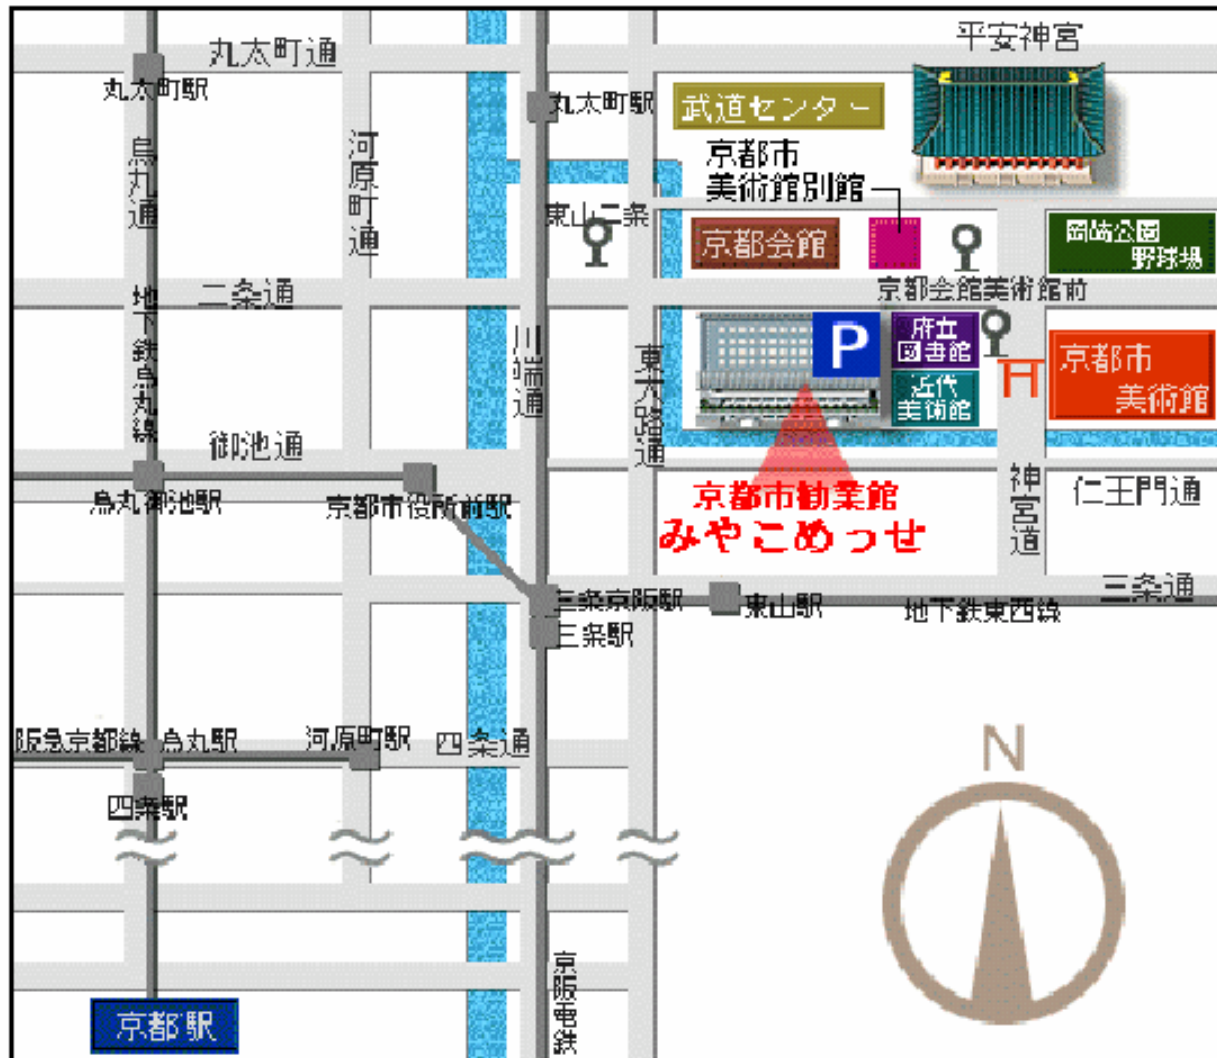 平安神宮
丸太町通
丸太町駅
丸太町駅
武道センター
京都市
美術館別館
烏丸通
河原町通
東山二条
京都会館
岡崎公園
野球場
二条通
京都会館美術館前
地下鉄烏丸線
川端通
東大路通
P
府立
図書館
近代
美術館
京都市
美術館
御池通
烏丸御池駅
京都市役所前駅
京都市勧業館
みやこめっせ
神宮道
仁王門通
三条通
三条京阪駅
東山駅
地下鉄東西線
三条駅
阪急京都線
烏丸駅
河原町駅
四条通
四条駅
N
京阪電鉄
京都駅